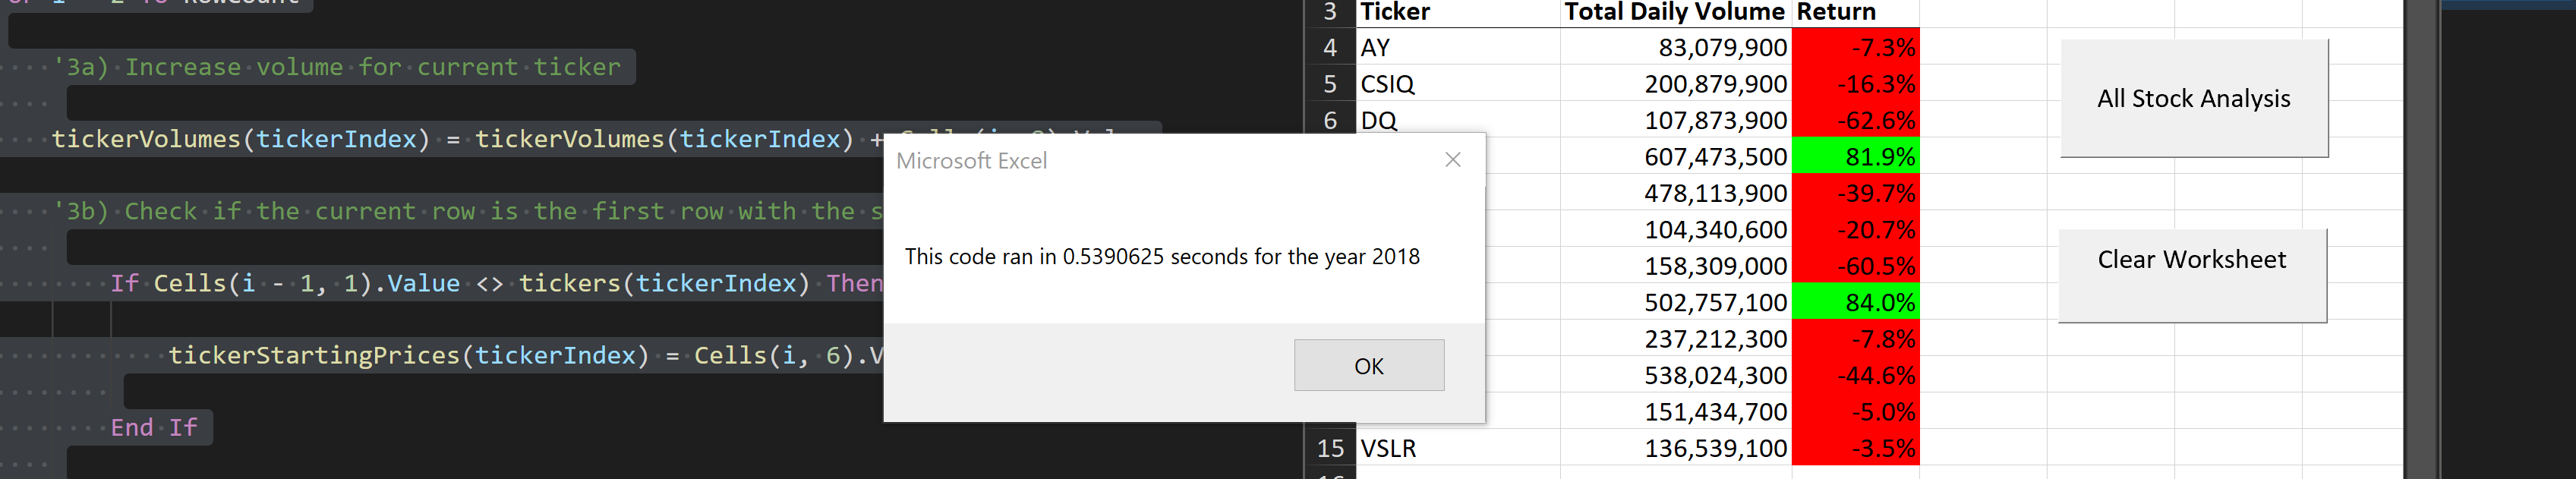 '3a) Increase volume for current ticker
tickerVolumes(tickerIndex) = tickerVolumes(tickerIndex) +
'3b) Check if the current row is the first row with the s
If Cells(i - 1, 1).Value <> tickers(tickerIndex) Then
tickerStartingPrices(tickerIndex) = Cells(i, 6).V
End If
Microsoft Excel
This code ran in 0.5390625 seconds for the year 2018
OK
3 Ticker Total Daily Volume Return
4 AY 83,079,900 -7.3%
5 CSIQ 200,879,900 -16.3%
6 DQ 107,873,900 -62.6%
607,473,500 81.9%
478,113,900 -39.7%
104,340,600 -20.7%
158,309,000 -60.5%
502,757,100 84.0%
237,212,300 -7.8%
538,024,300 -44.6%
151,434,700 -5.0%
15 VSLR 136,539,100 -3.5%
All Stock Analysis
Clear Worksheet